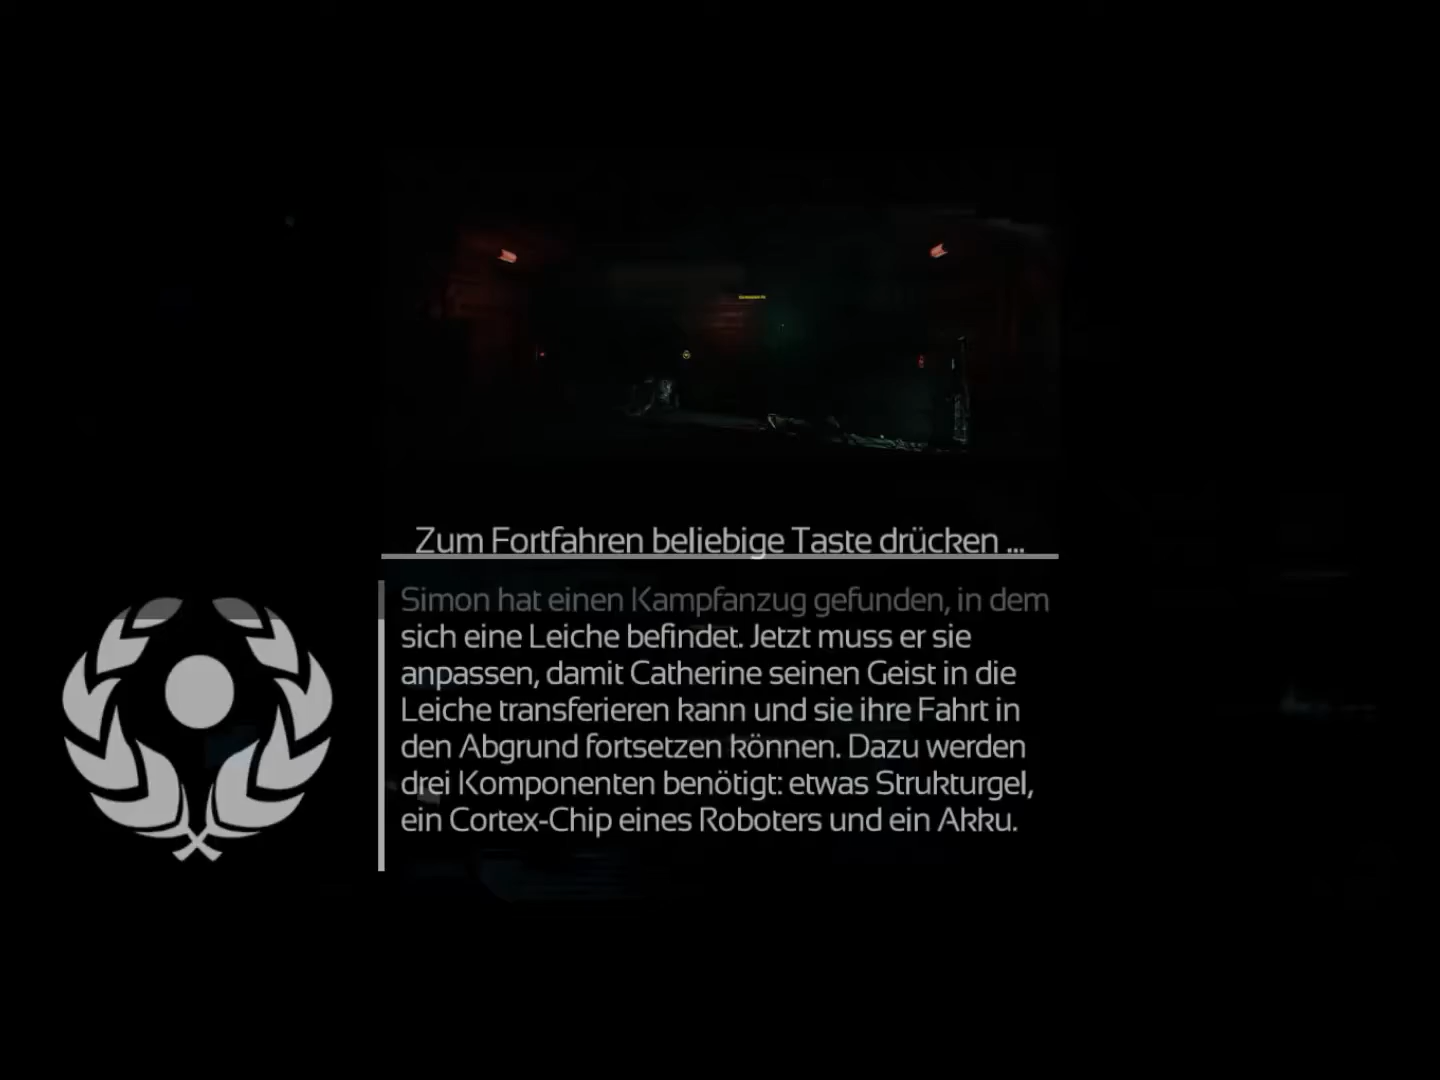 Zum Fortfahren beliebige Taste drücken ...
Simon hat einen Kampfanzug gefunden, in dem
sich eine Leiche befindet. Jetzt muss er sie
anpassen, damit Catherine seinen Geist in die
Leiche transferieren kann und sie ihre Fahrt in
den Abgrund fortsetzen können. Dazu werden
drei Komponenten benötigt: etwas Strukturgel,
ein Cortex-Chip eines Roboters und ein Akku.